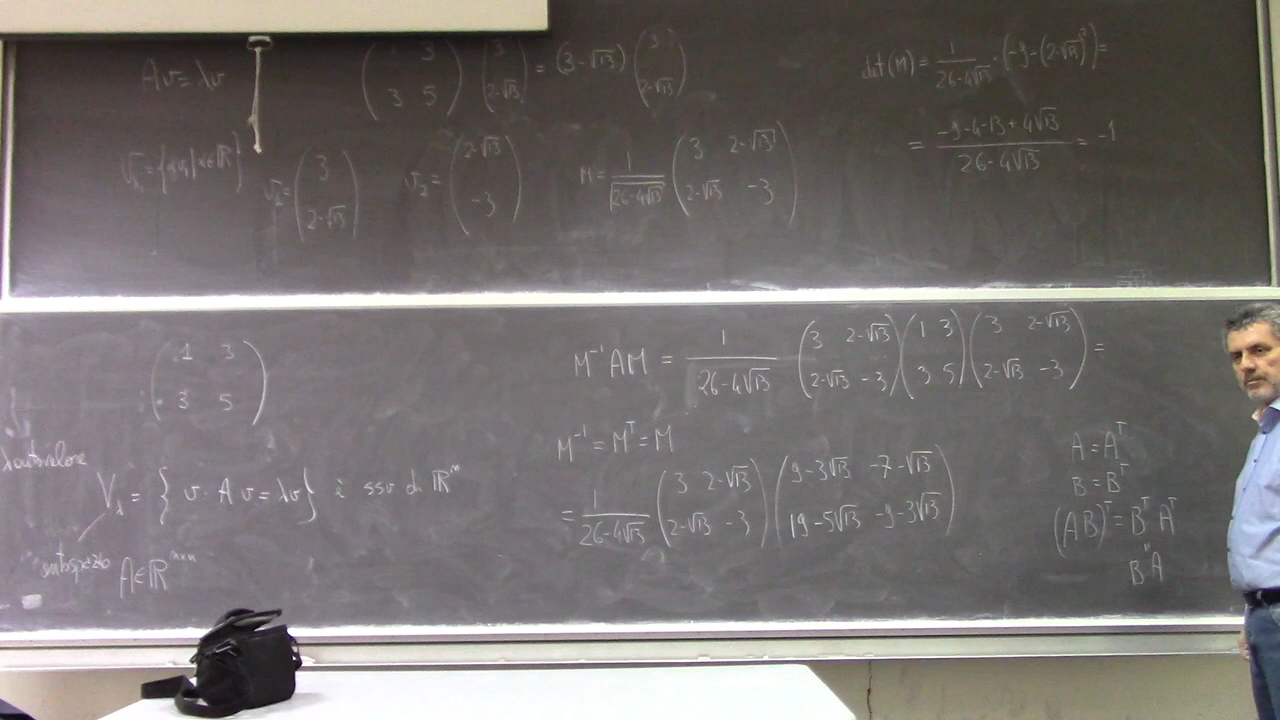 Av = λv
( 1 3 ; 3 5 ) ( 3 ; 2-√13 ) = (3-√13) ( 3 ; 2-√13 )
det(M) = 1/(26-4√13) · (-9-(2-√13)²) =
= (-9-4-13+4√13)/(26-4√13) = -1
v₁ = ( 3 ; 2-√13 ) v₂ = ( 2-√13 ; -3 ) M = 1/√(26-4√13) ( 3 2-√13 ; 2-√13 -3 )
( 1 3 ; 3 5 )
λ autovalore
V_λ = { v : Av = λv } è ssv di ℝⁿ
autospazio A∈ℝⁿˣⁿ
M⁻¹AM = 1/(26-4√13) ( 3 2-√13 ; 2-√13 -3 ) ( 1 3 ; 3 5 ) ( 3 2-√13 ; 2-√13 -3 ) =
M⁻¹ = Mᵀ = M
= 1/(26-4√13) ( 3 2-√13 ; 2-√13 -3 ) ( 9-3√13 -7-√13 ; 19-5√13 -9-3√13 )
A = Aᵀ
B = Bᵀ
(AB)ᵀ = BᵀAᵀ
"
BA